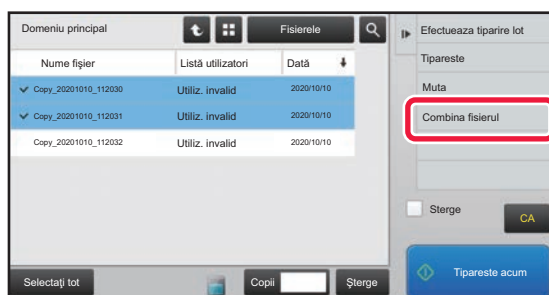 Domeniu principal
Fisierele
Nume fişier
Listă utilizatori
Dată
Copy_20201010_112030
Utiliz. invalid
2020/10/10
Copy_20201010_112031
Utiliz. invalid
2020/10/10
Copy_20201010_112032
Utiliz. invalid
2020/10/10
Selectaţi tot
Copii
Şterge
Efectueaza tiparire lot
Tipareste
Muta
Combina fisierul
Sterge
CA
Tipareste acum